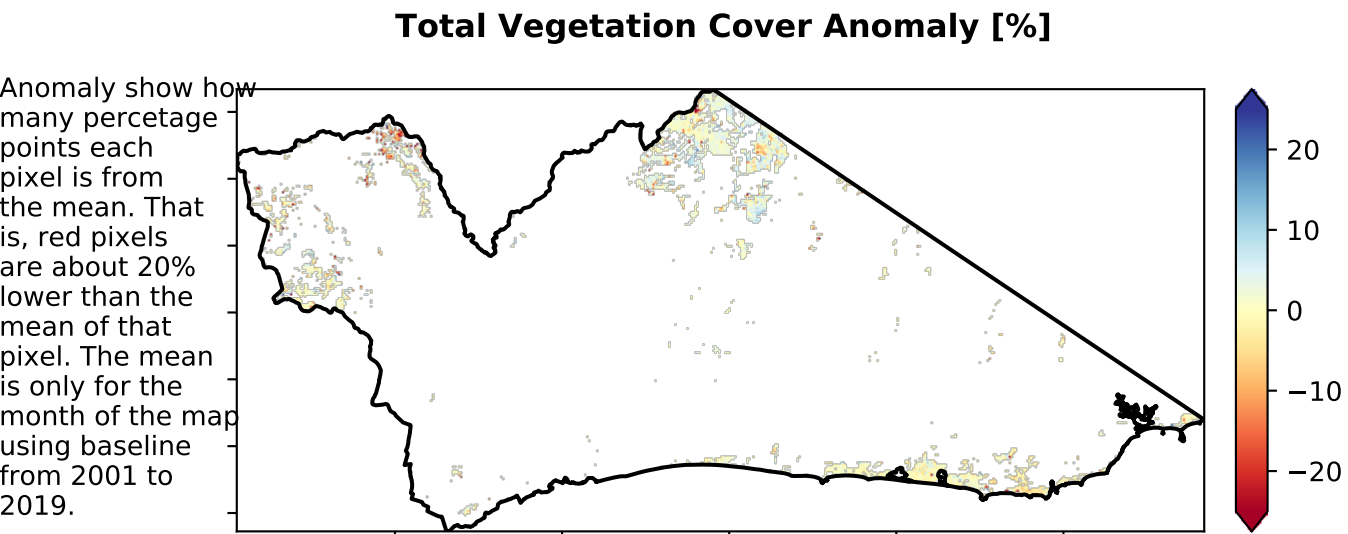 Total Vegetation Cover Anomaly [%]
Anomaly show how
many percetage
points each
pixel is from
the mean. That
is, red pixels
are about 20%
lower than the
mean of that
pixel. The mean
is only for the
month of the map
using baseline
from 2001 to
2019.
20
10
0
−10
−20